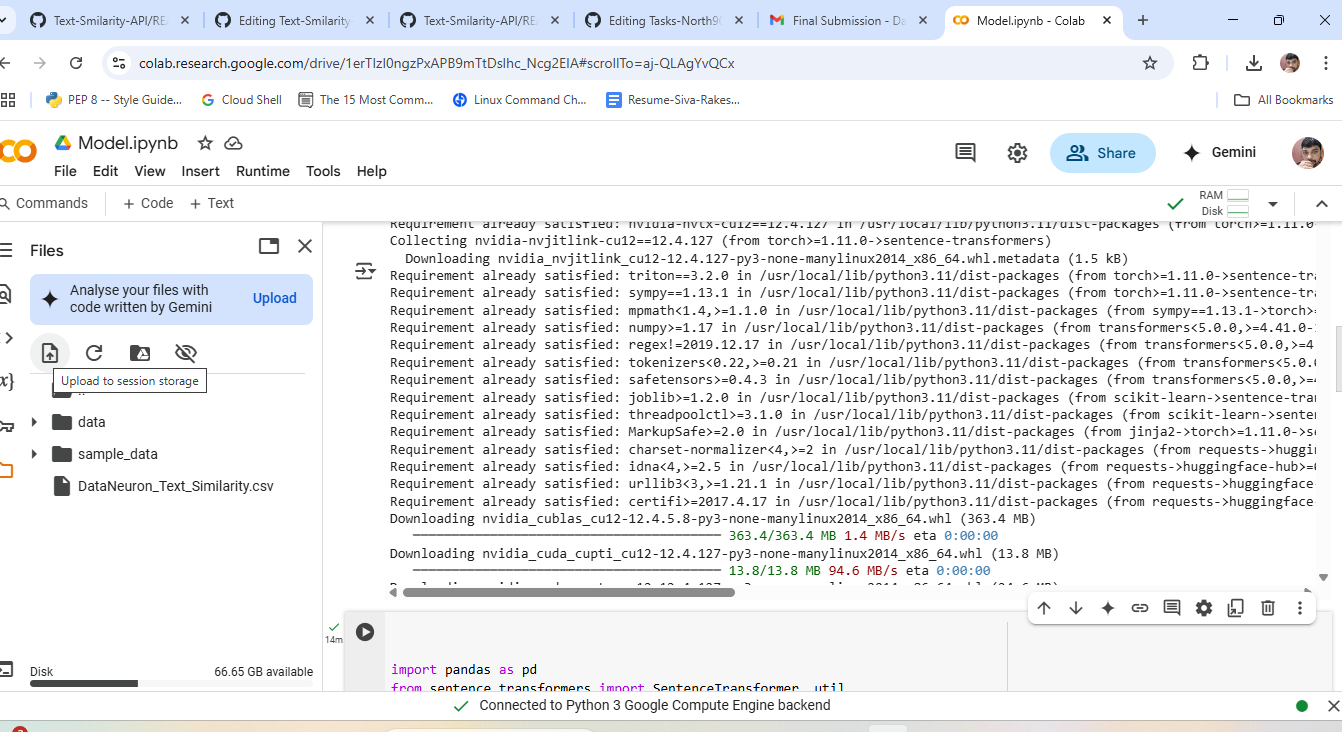 Text-Smilarity-API/RE
Editing Text-Smilarity
Text-Smilarity-API/RE
Editing Tasks-North9
Final Submission - Da
Model.ipynb - Colab
colab.research.google.com/drive/1erTIzI0ngzPxAPB9mTtDsIhc_Ncg2EIA#scrollTo=aj-QLAgYvQCx
PEP 8 -- Style Guide...
Cloud Shell
The 15 Most Comm...
Linux Command Ch...
Resume-Siva-Rakes...
All Bookmarks
Model.ipynb
Share
Gemini
File Edit View Insert Runtime Tools Help
Commands + Code + Text
RAM
Disk
Files
Analyse your files with
code written by Gemini
Upload
Upload to session storage
..
data
sample_data
DataNeuron_Text_Similarity.csv
Disk
66.65 GB available
Requirement already satisfied: nvidia-nvtx-cu12==12.4.127 in /usr/local/lib/python3.11/dist-packages (from torch>=1.11.0
Collecting nvidia-nvjitlink-cu12==12.4.127 (from torch>=1.11.0->sentence-transformers)
Downloading nvidia_nvjitlink_cu12-12.4.127-py3-none-manylinux2014_x86_64.whl.metadata (1.5 kB)
Requirement already satisfied: triton==3.2.0 in /usr/local/lib/python3.11/dist-packages (from torch>=1.11.0->sentence-tra
Requirement already satisfied: sympy==1.13.1 in /usr/local/lib/python3.11/dist-packages (from torch>=1.11.0->sentence-tra
Requirement already satisfied: mpmath<1.4,>=1.1.0 in /usr/local/lib/python3.11/dist-packages (from sympy==1.13.1->torch>=
Requirement already satisfied: numpy>=1.17 in /usr/local/lib/python3.11/dist-packages (from transformers<5.0.0,>=4.41.0-
Requirement already satisfied: regex!=2019.12.17 in /usr/local/lib/python3.11/dist-packages (from transformers<5.0.0,>=4
Requirement already satisfied: tokenizers<0.22,>=0.21 in /usr/local/lib/python3.11/dist-packages (from transformers<5.0.
Requirement already satisfied: safetensors>=0.4.3 in /usr/local/lib/python3.11/dist-packages (from transformers<5.0.0,>=
Requirement already satisfied: joblib>=1.2.0 in /usr/local/lib/python3.11/dist-packages (from scikit-learn->sentence-tran
Requirement already satisfied: threadpoolctl>=3.1.0 in /usr/local/lib/python3.11/dist-packages (from scikit-learn->senten
Requirement already satisfied: MarkupSafe>=2.0 in /usr/local/lib/python3.11/dist-packages (from jinja2->torch>=1.11.0->s
Requirement already satisfied: charset-normalizer<4,>=2 in /usr/local/lib/python3.11/dist-packages (from requests->huggin
Requirement already satisfied: idna<4,>=2.5 in /usr/local/lib/python3.11/dist-packages (from requests->huggingface-hub>=
Requirement already satisfied: urllib3<3,>=1.21.1 in /usr/local/lib/python3.11/dist-packages (from requests->huggingface-
Requirement already satisfied: certifi>=2017.4.17 in /usr/local/lib/python3.11/dist-packages (from requests->huggingface-
Downloading nvidia_cublas_cu12-12.4.5.8-py3-none-manylinux2014_x86_64.whl (363.4 MB)
363.4/363.4 MB 1.4 MB/s eta 0:00:00
Downloading nvidia_cuda_cupti_cu12-12.4.127-py3-none-manylinux2014_x86_64.whl (13.8 MB)
13.8/13.8 MB 94.6 MB/s eta 0:00:00
14m
import pandas as pd
from sentence_transformers import SentenceTransformer, util
Connected to Python 3 Google Compute Engine backend